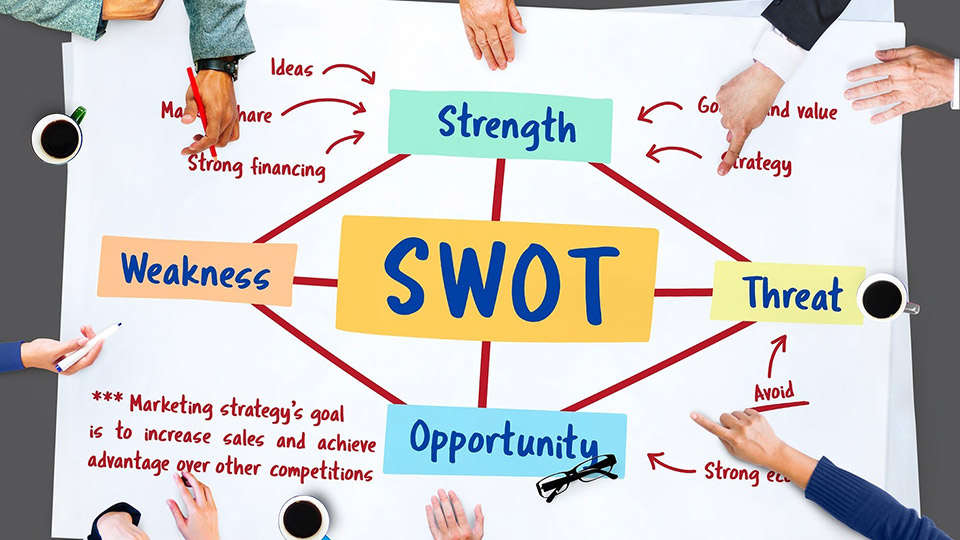 Ideas
Strength
and value
Strong financing
Weakness
SWOT
Threat
Avoid
*** Marketing strategy's goal
is to increase sales and achieve
advantage over other competitions
Opportunity
Strong